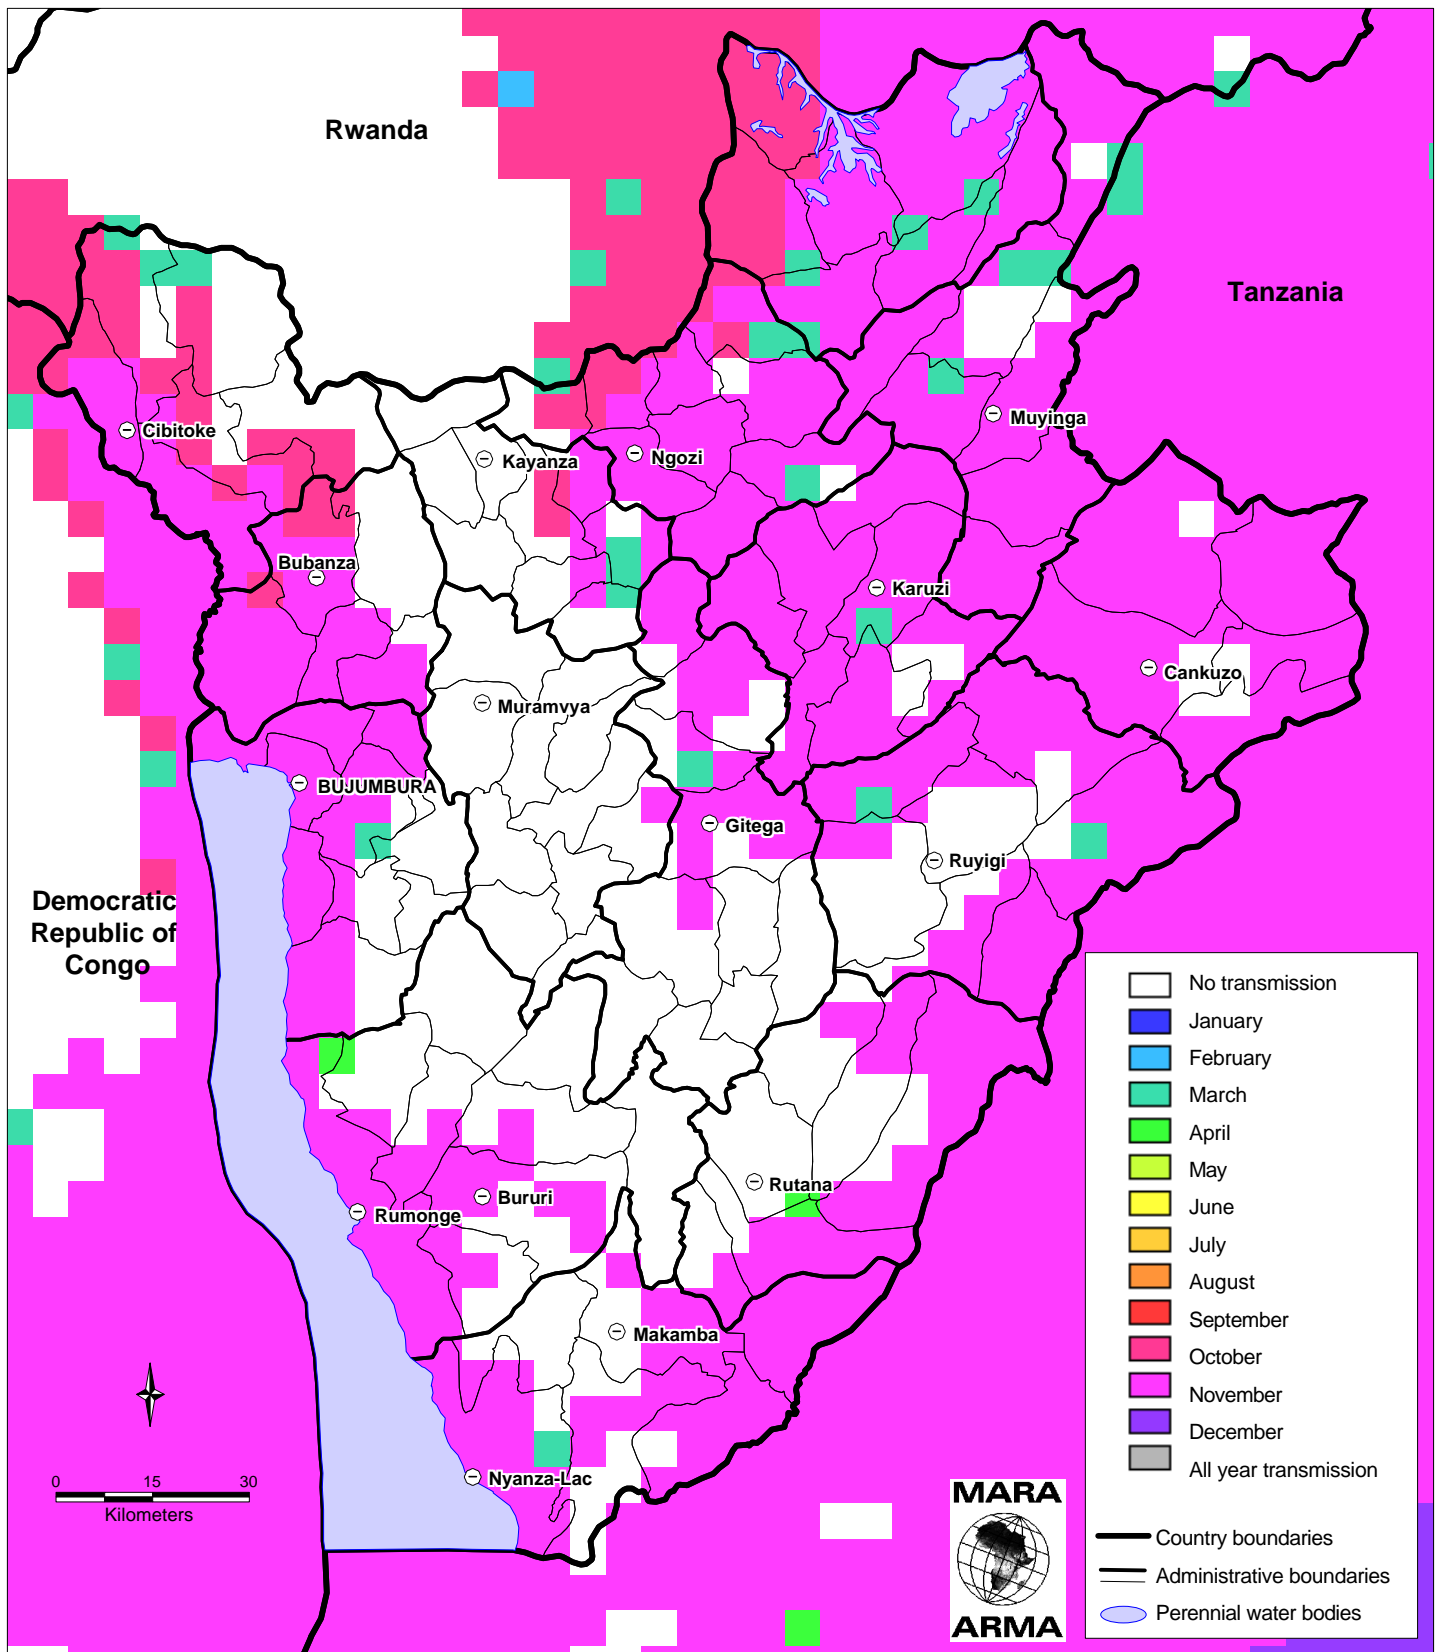 Rwanda
Tanzania
Cibitoke
Kayanza
Ngozi
Muyinga
Bubanza
Karuzi
Cankuzo
Muramvya
BUJUMBURA
Gitega
Ruyigi
Democratic
Republic of
Congo
Rutana
Bururi
Rumonge
Makamba
Nyanza-Lac
0 15 30
Kilometers
No transmission
January
February
March
April
May
June
July
August
September
October
November
December
All year transmission
Country boundaries
Administrative boundaries
Perennial water bodies
MARA
ARMA